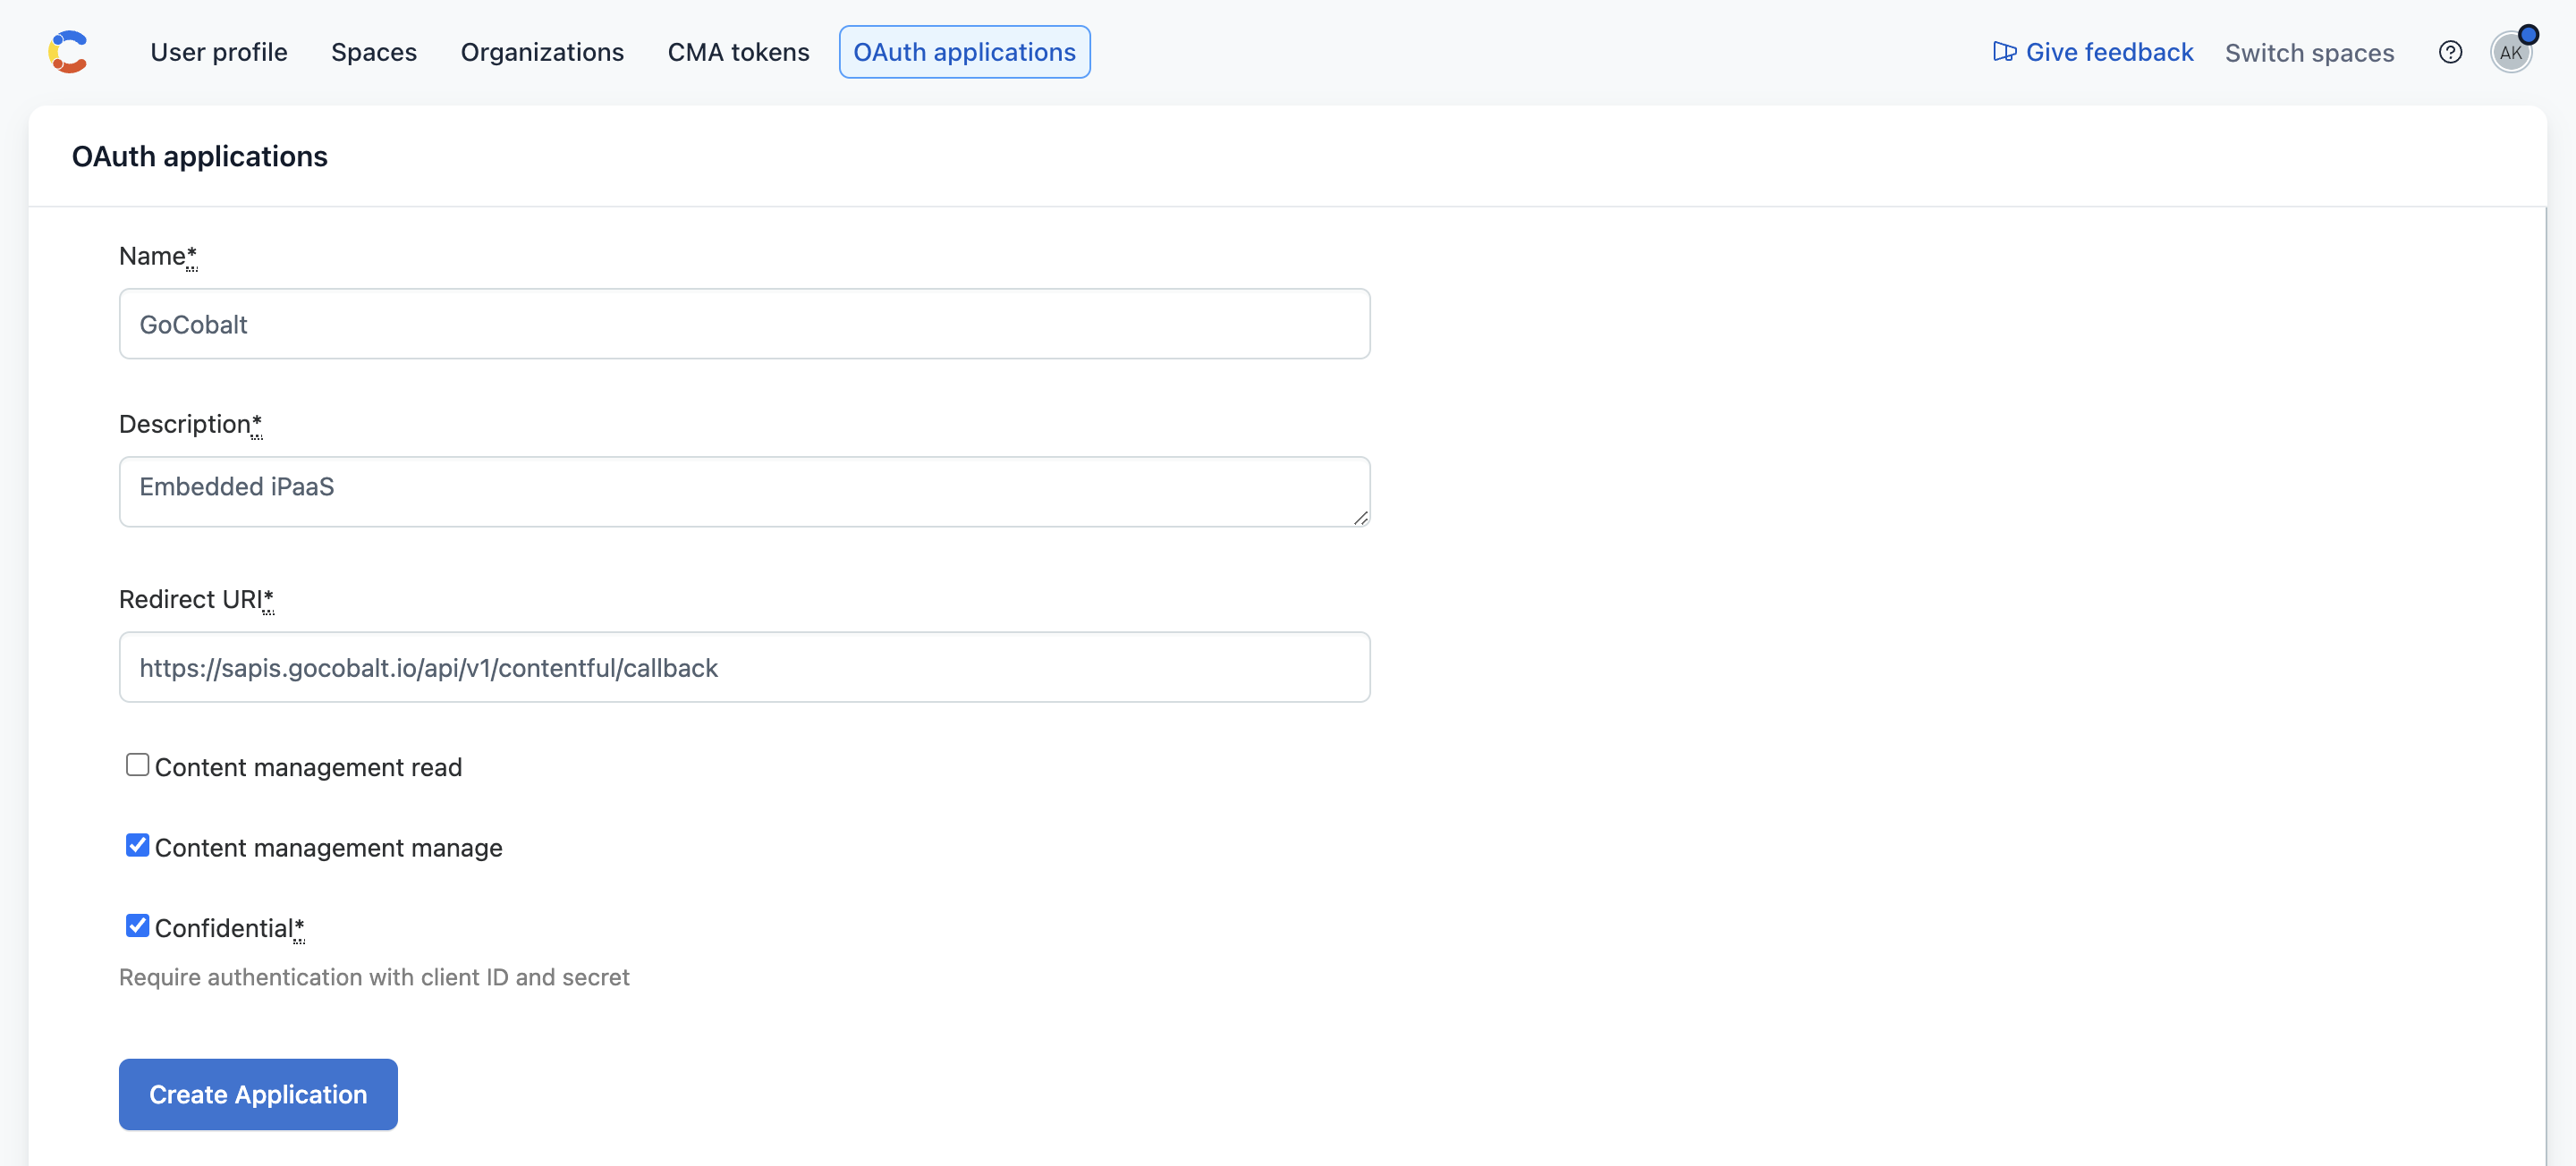 User profile Spaces Organizations CMA tokens OAuth applications Give feedback Switch spaces AK
OAuth applications
Name*
GoCobalt
Description*
Embedded iPaaS
Redirect URI*
https://sapis.gocobalt.io/api/v1/contentful/callback
Content management read
Content management manage
Confidential*
Require authentication with client ID and secret
Create Application